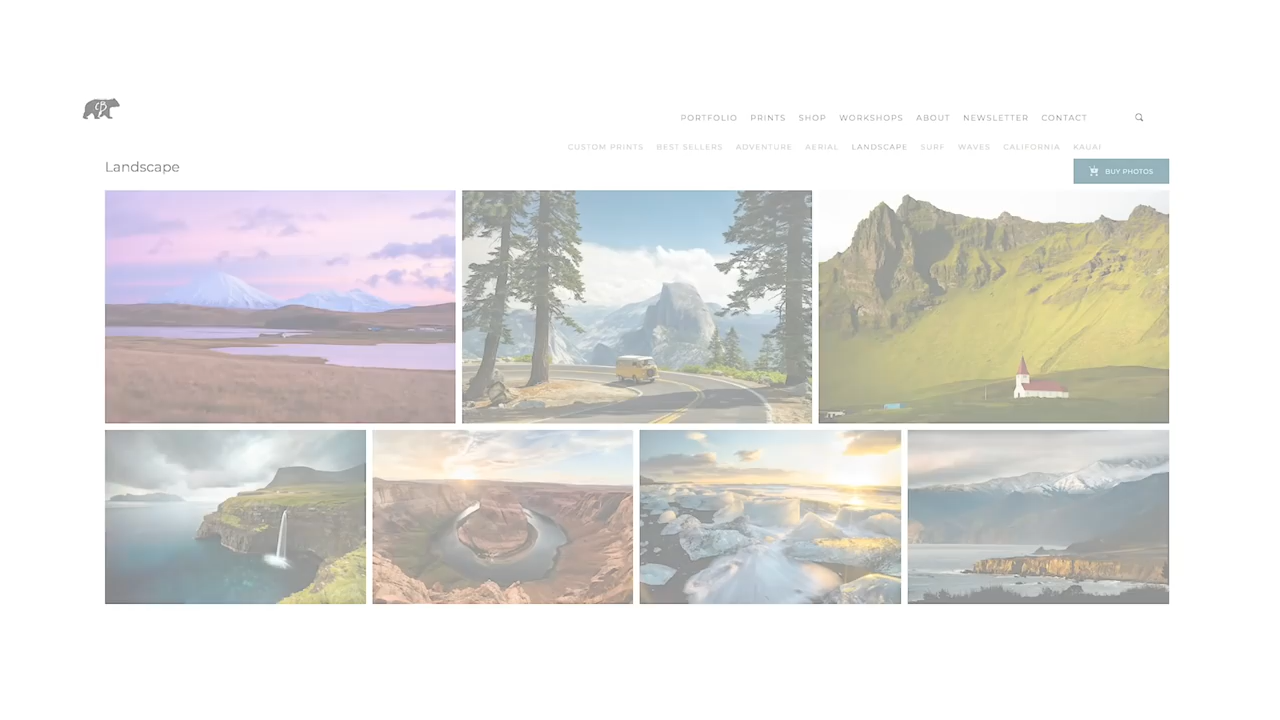 PORTFOLIO PRINTS SHOP WORKSHOPS ABOUT NEWSLETTER CONTACT
CUSTOM PRINTS BEST SELLERS ADVENTURE AERIAL LANDSCAPE SURF WAVES CALIFORNIA KAUAI
Landscape
BUY PHOTOS